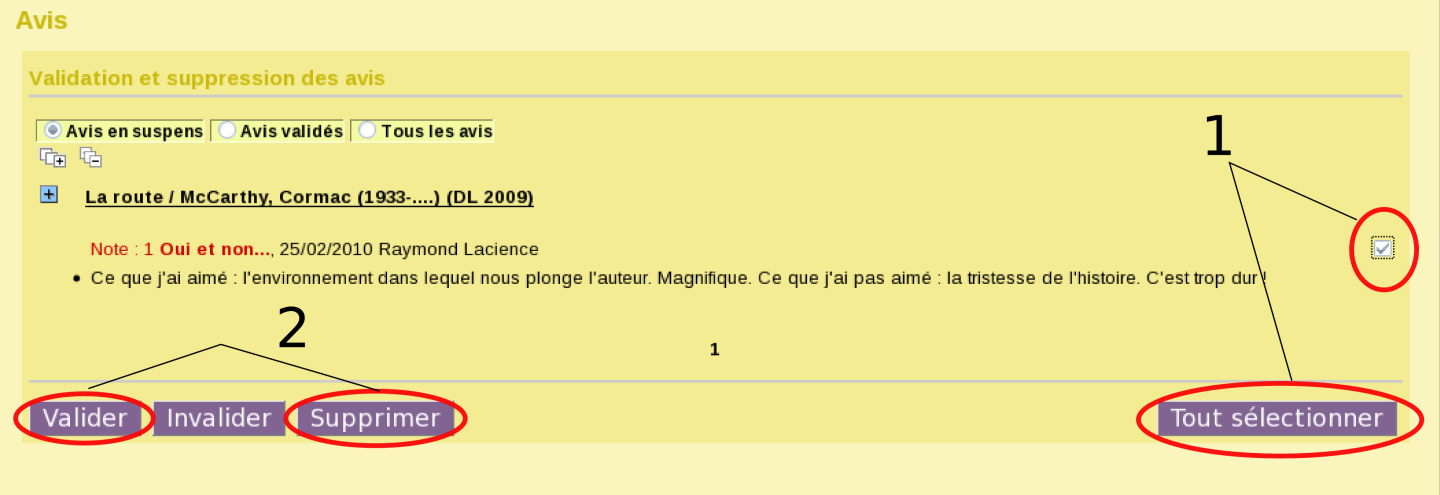 Avis
Validation et suppression des avis
Avis en suspens Avis validés Tous les avis
1
La route / McCarthy, Cormac (1933-....) (DL 2009)
Note : 1 Oui et non..., 25/02/2010 Raymond Lacience
Ce que j'ai aimé : l'environnement dans lequel nous plonge l'auteur. Magnifique. Ce que j'ai pas aimé : la tristesse de l'histoire. C'est trop dur !
2
1
Valider Invalider Supprimer Tout sélectionner